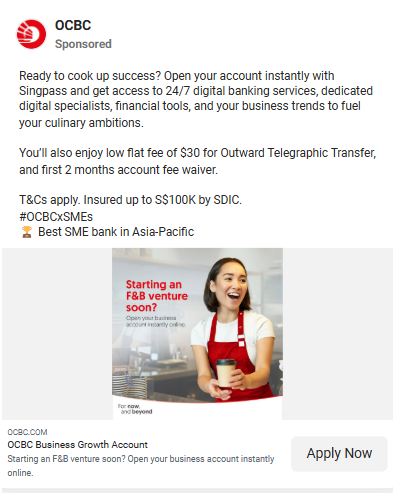 OCBC
Sponsored
Ready to cook up success? Open your account instantly with
Singpass and get access to 24/7 digital banking services, dedicated
digital specialists, financial tools, and your business trends to fuel
your culinary ambitions.
You'll also enjoy low flat fee of $30 for Outward Telegraphic Transfer,
and first 2 months account fee waiver.
T&Cs apply. Insured up to S$100K by SDIC.
#OCBCxSMEs
🏆 Best SME bank in Asia-Pacific
Starting an
F&B venture
soon?
Open your business
account instantly online.
For now,
and beyond
OCBC.COM
OCBC Business Growth Account
Starting an F&B venture soon? Open your business account instantly
online.
Apply Now